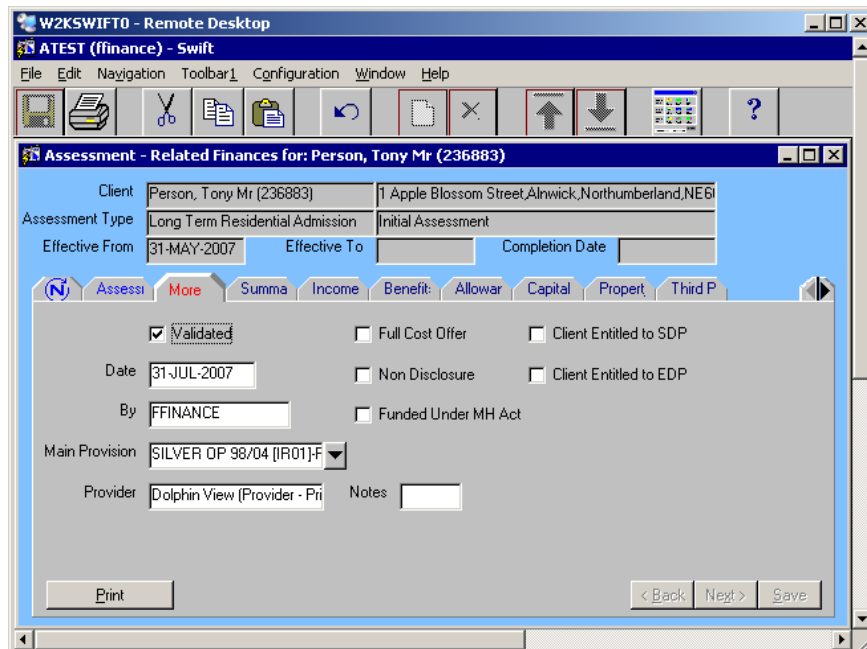 W2KSWIFT0 - Remote Desktop
ATEST (ffinance) - Swift
File Edit Navigation Toolbar1 Configuration Window Help
?
Assessment - Related Finances for: Person, Tony Mr (236883)
Client Person, Tony Mr (236883) 1 Apple Blossom Street,Alnwick,Northumberland,NE6
Assessment Type Long Term Residential Admission Initial Assessment
Effective From 31-MAY-2007 Effective To Completion Date
N Assessi More Summa Income Benefit: Allowar Capital Propert Third P
Validated Full Cost Offer Client Entitled to SDP
Date 31-JUL-2007 Non Disclosure Client Entitled to EDP
By FFINANCE Funded Under MH Act
Main Provision SILVER OP 98/04 [IR01]-F
Provider Dolphin View (Provider - Pri Notes
Print < Back Next > Save